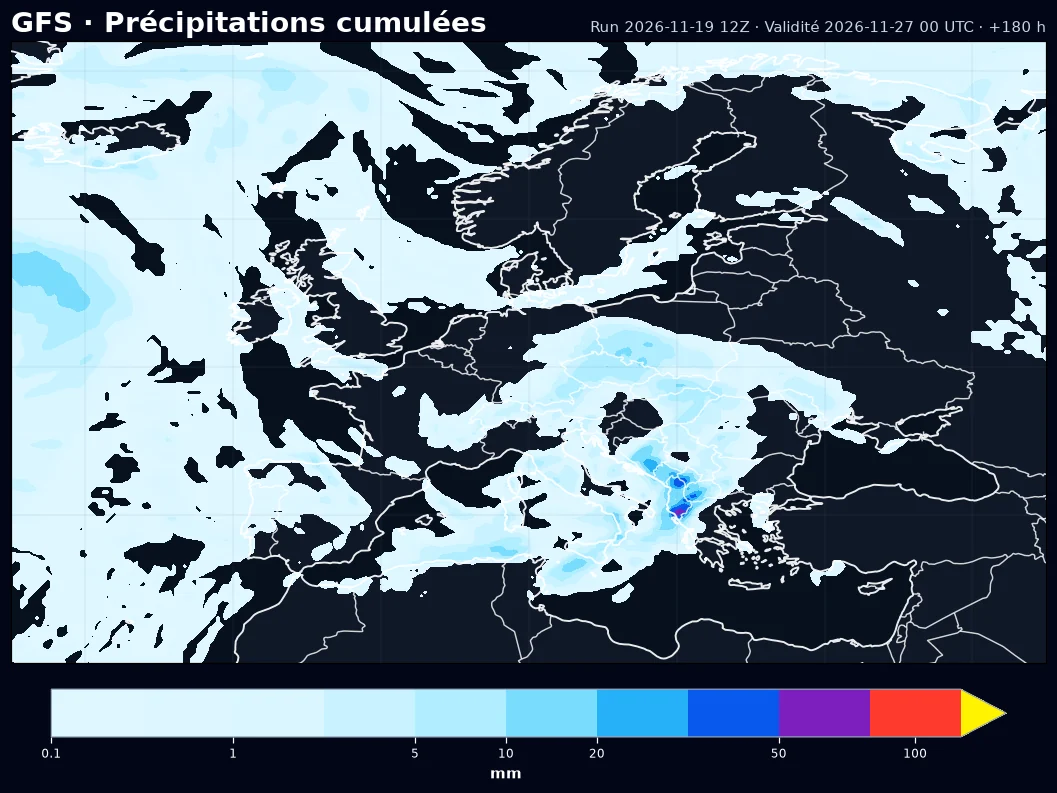 GFS · Précipitations cumulées
Run 2026-11-19 12Z · Validité 2026-11-27 00 UTC · +180 h
0.1 1 5 10 20 50 100
mm